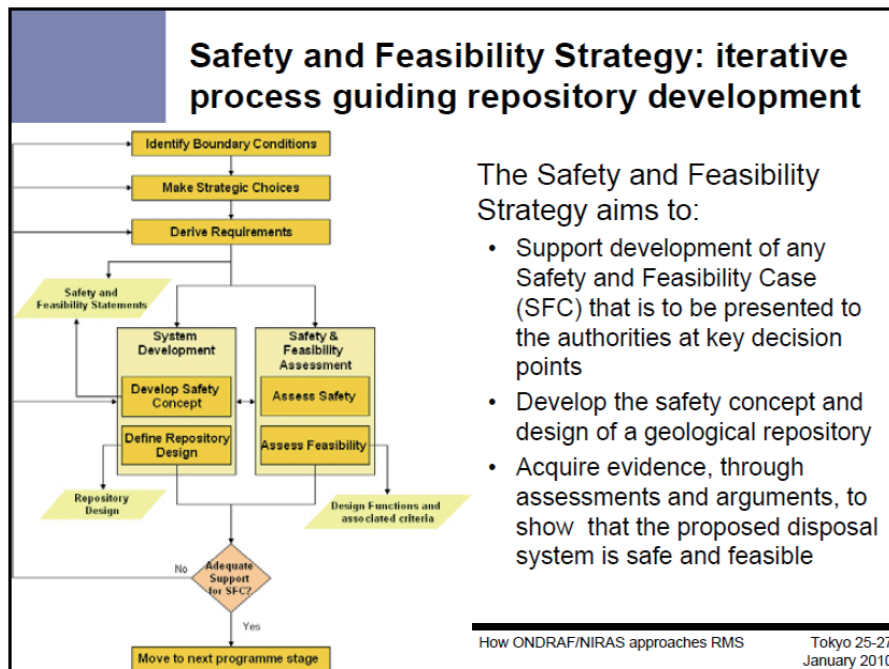 Safety and Feasibility Strategy: iterative
process guiding repository development
Identify Boundary Conditions
Make Strategic Choices
Derive Requirements
Safety and
Feasibility Statements
System
Development
Safety &
Feasibility
Assessment
Develop Safety
Concept
Assess Safety
Define Repository
Design
Assess Feasibility
Repository
Design
Design Functions and
associated criteria
No
Adequate
Support
for SFC?
Yes
Move to next programme stage
The Safety and Feasibility
Strategy aims to:
• Support development of any
Safety and Feasibility Case
(SFC) that is to be presented to
the authorities at key decision
points
• Develop the safety concept and
design of a geological repository
• Acquire evidence, through
assessments and arguments, to
show that the proposed disposal
system is safe and feasible
How ONDRAF/NIRAS approaches RMS
Tokyo 25-27
January 2010